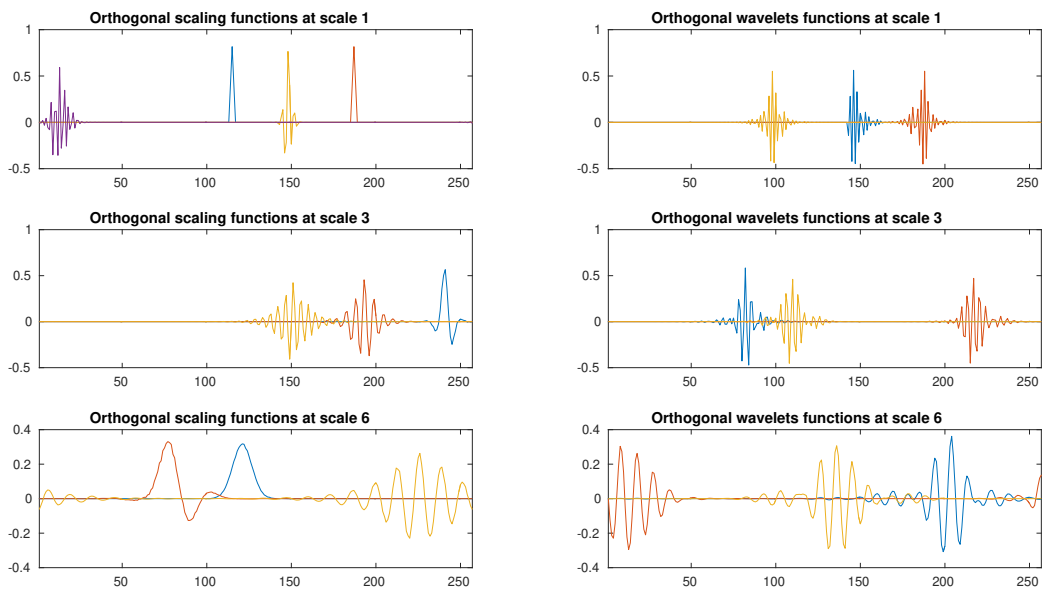 Orthogonal scaling functions at scale 1
1
0.5
0
-0.5
50 100 150 200 250
Orthogonal wavelets functions at scale 1
1
0.5
0
-0.5
50 100 150 200 250
Orthogonal scaling functions at scale 3
1
0.5
0
-0.5
50 100 150 200 250
Orthogonal wavelets functions at scale 3
1
0.5
0
-0.5
50 100 150 200 250
Orthogonal scaling functions at scale 6
0.4
0.2
0
-0.2
-0.4
50 100 150 200 250
Orthogonal wavelets functions at scale 6
0.4
0.2
0
-0.2
-0.4
50 100 150 200 250